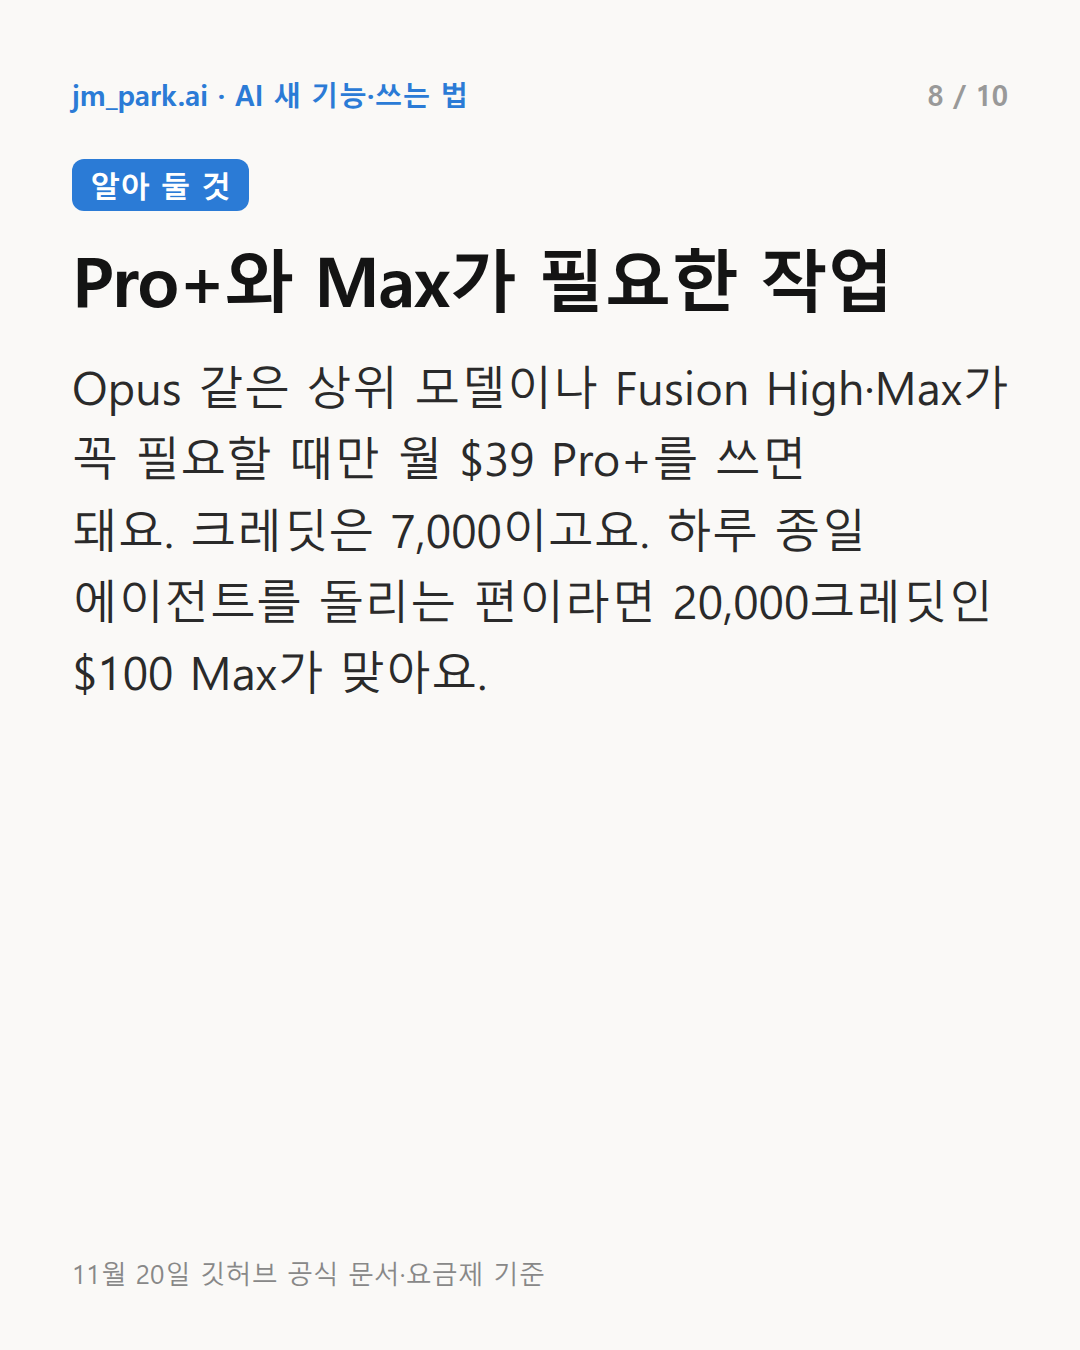 jm_park.ai · AI 새 기능·쓰는 법
8 / 10
알아 둘 것
Pro+와 Max가 필요한 작업
Opus 같은 상위 모델이나 Fusion High·Max가
꼭 필요할 때만 월 $39 Pro+를 쓰면
돼요. 크레딧은 7,000이고요. 하루 종일
에이전트를 돌리는 편이라면 20,000크레딧인
$100 Max가 맞아요.
11월 20일 깃허브 공식 문서·요금제 기준